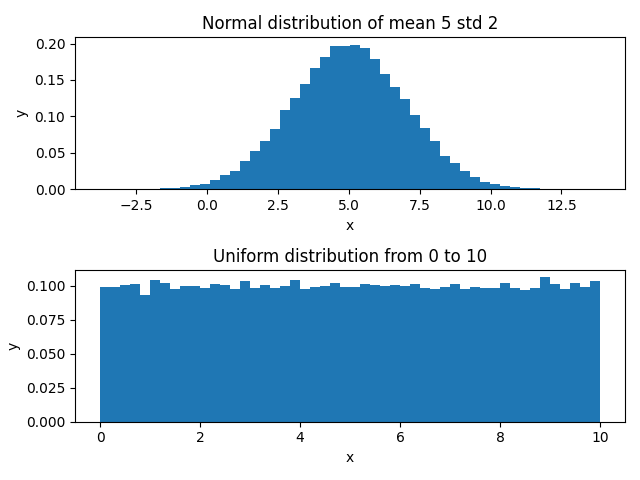 Normal distribution of mean 5 std 2
0.20
0.15
0.10
0.05
0.00
y
−2.5 0.0 2.5 5.0 7.5 10.0 12.5
x
Uniform distribution from 0 to 10
0.100
0.075
0.050
0.025
0.000
y
0 2 4 6 8 10
x